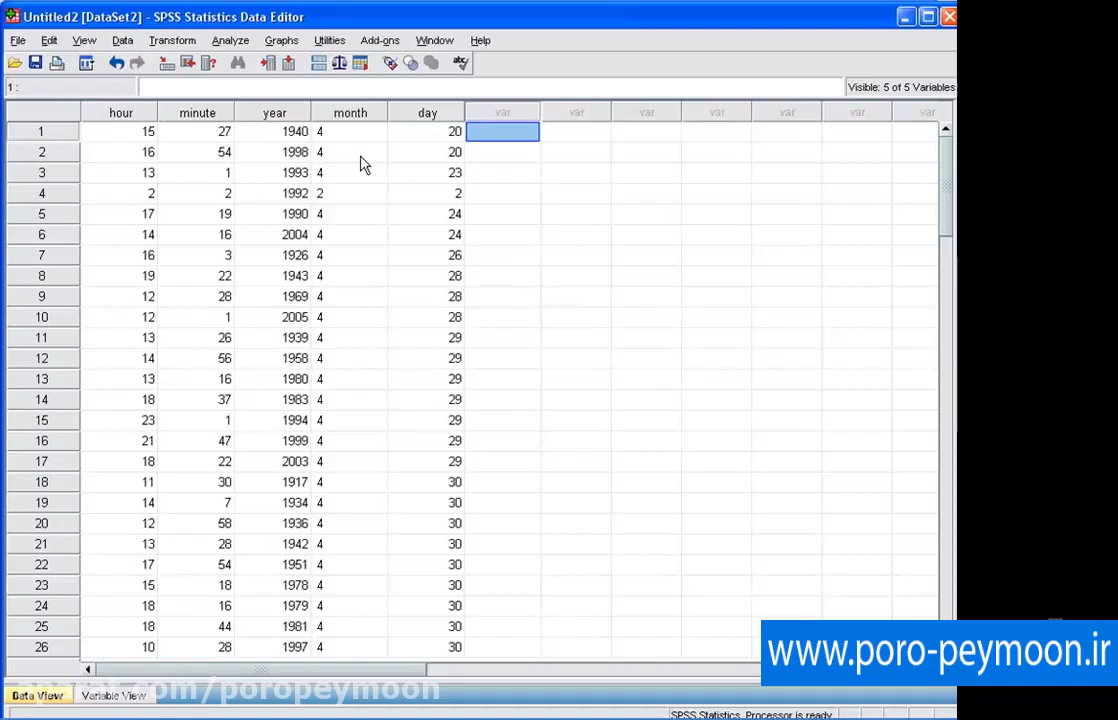 Untitled2 [DataSet2] - SPSS Statistics Data Editor
File Edit View Data Transform Analyze Graphs Utilities Add-ons Window Help
1 : Visible: 5 of 5 Variables
hour minute year month day var var var var var var var
1 15 27 1940 4 20
2 16 54 1998 4 20
3 13 1 1993 4 23
4 2 2 1992 2 2
5 17 19 1990 4 24
6 14 16 2004 4 24
7 16 3 1926 4 26
8 19 22 1943 4 28
9 12 28 1969 4 28
10 12 1 2005 4 28
11 13 26 1939 4 29
12 14 56 1958 4 29
13 13 16 1980 4 29
14 18 37 1983 4 29
15 23 1 1994 4 29
16 21 47 1999 4 29
17 18 22 2003 4 29
18 11 30 1917 4 30
19 14 7 1934 4 30
20 12 58 1936 4 30
21 13 28 1942 4 30
22 17 54 1951 4 30
23 15 18 1978 4 30
24 18 16 1979 4 30
25 18 44 1981 4 30
26 10 28 1997 4 30
www.poro-peymoon.ir
aparat.com/poropeymoon
Data View Variable View
SPSS Statistics Processor is ready